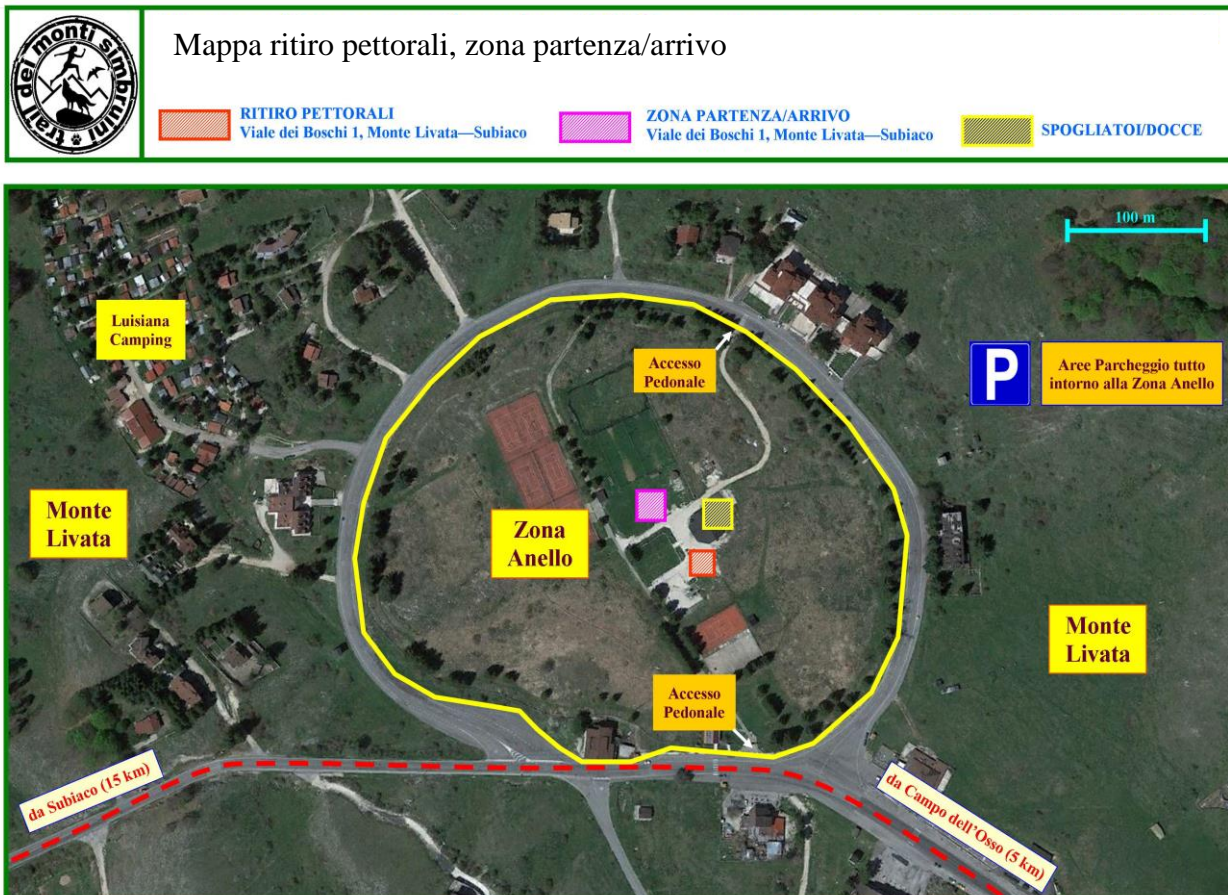 trail dei monti simbruini
Mappa ritiro pettorali, zona partenza/arrivo
RITIRO PETTORALI
Viale dei Boschi 1, Monte Livata—Subiaco
ZONA PARTENZA/ARRIVO
Viale dei Boschi 1, Monte Livata—Subiaco
SPOGLIATOI/DOCCE
100 m
Luisiana
Camping
Accesso
Pedonale
P
Aree Parcheggio tutto
intorno alla Zona Anello
Monte
Livata
Zona
Anello
Monte
Livata
Accesso
Pedonale
da Subiaco (15 km)
da Campo dell'Osso (5 km)